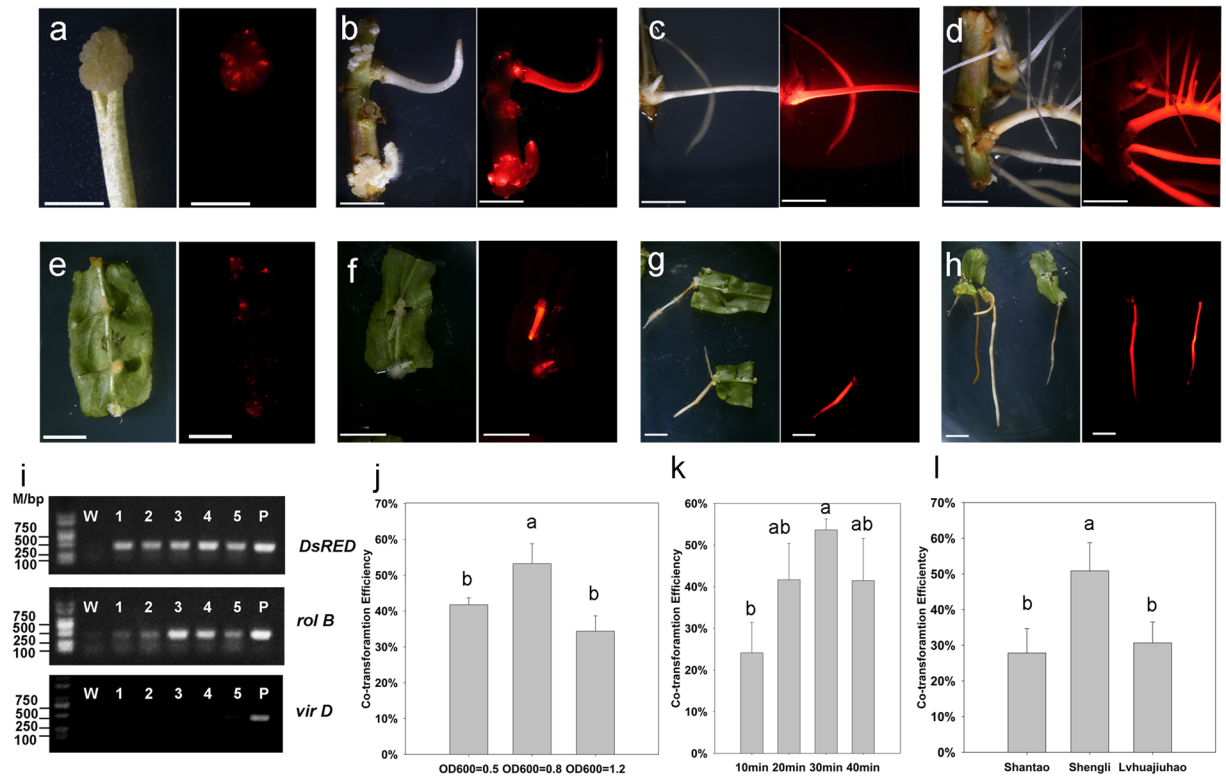 a
b
c
d
e
f
g
h
i
M/bp
W 1 2 3 4 5 P
750
500
250
100
DsRED
W 1 2 3 4 5 P
750
500
250
100
rol B
W 1 2 3 4 5 P
750
500
250
100
vir D
j
Co-transforamtion Efficiency
70%
60%
50%
40%
30%
20%
10%
0%
b
a
b
OD600=0.5 OD600=0.8 OD600=1.2
k
Co-transforamtion Efficiency
60%
50%
40%
30%
20%
10%
0%
b
ab
a
ab
10min 20min 30min 40min
l
Co-transforamtion Efficientcy
70%
60%
50%
40%
30%
20%
10%
0%
b
a
b
Shantao Shengli Lvhuajiuhao